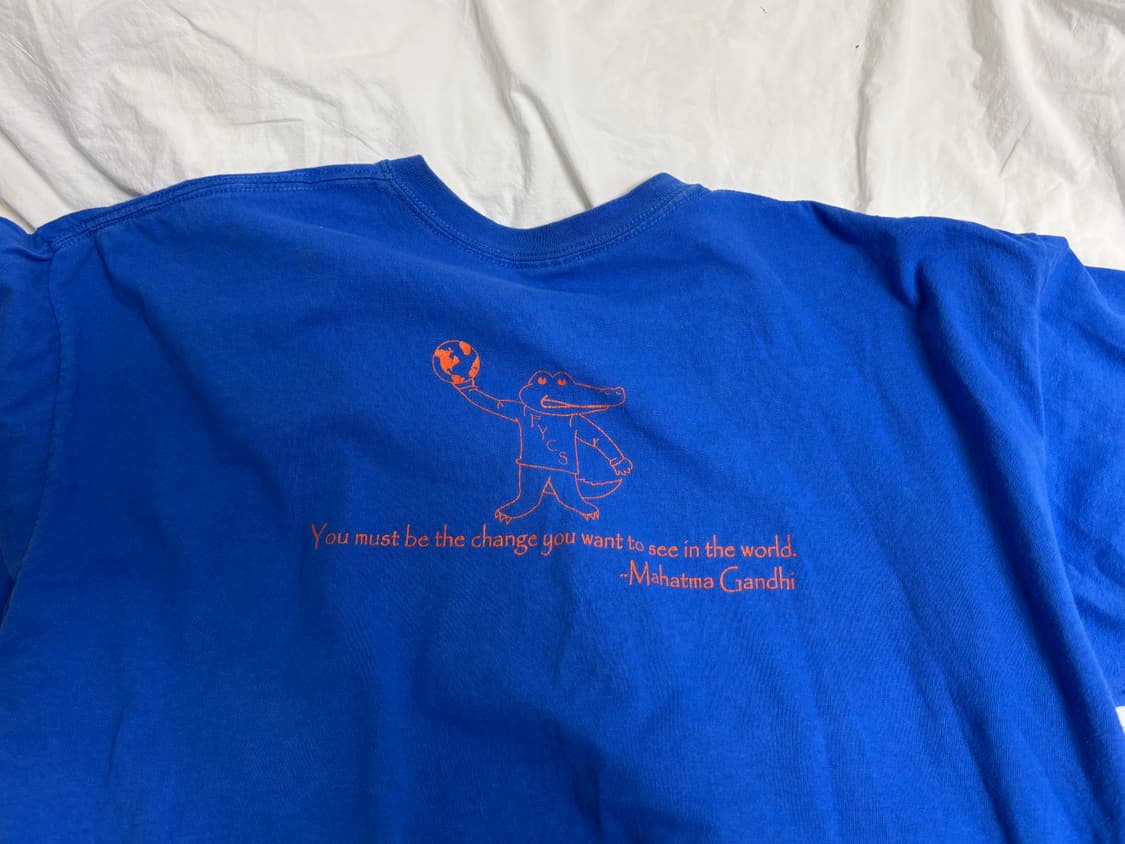 FYCS
You must be the change you want to see in the world.
~Mahatma Gandhi